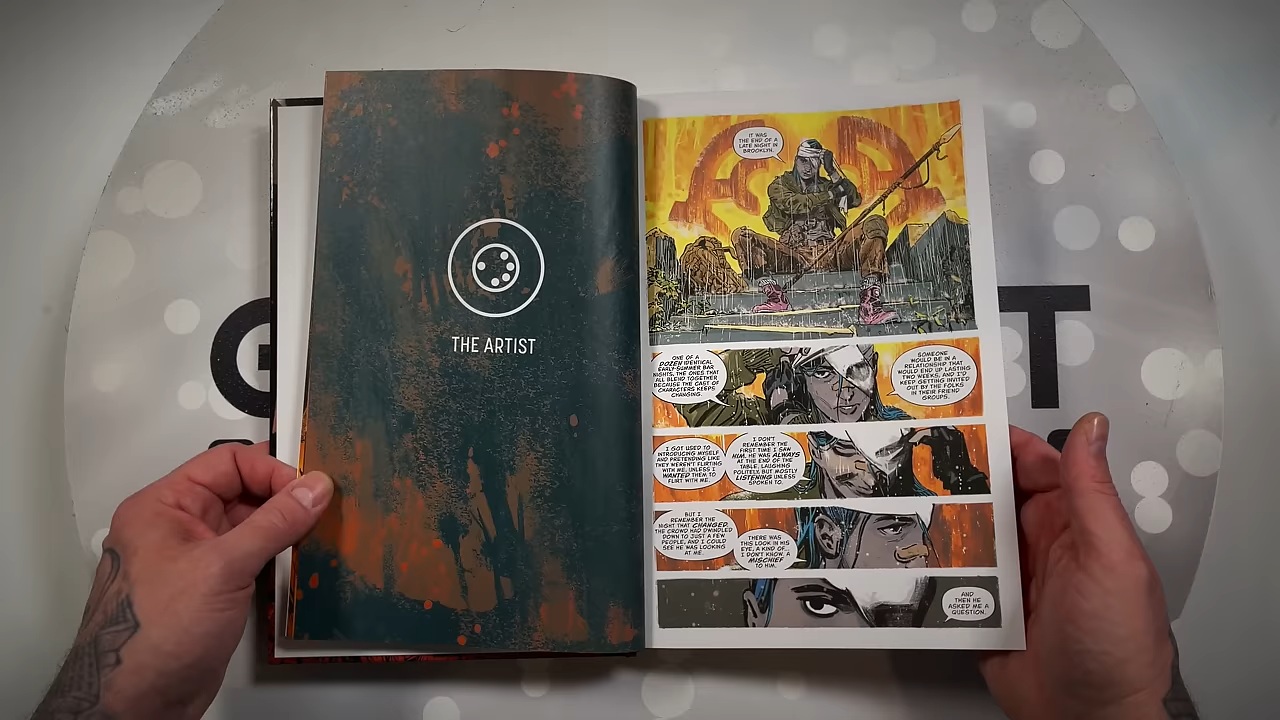 THE ARTIST
IT WAS
THE END OF A
LATE NIGHT IN
BROOKLYN.
ONE OF A
DOZEN IDENTICAL
EARLY-SUMMER BAR
NIGHTS, THE ONES THAT
ALL BLEND TOGETHER
BECAUSE THE CAST OF
CHARACTERS KEEPS
CHANGING.
SOMEONE
WOULD BE IN A
RELATIONSHIP THAT
WOULD END UP LASTING
TWO WEEKS, AND I'D
KEEP GETTING INVITED
OUT BY THE FOLKS
IN THEIR FRIEND
GROUPS.
I GOT USED TO
INTRODUCING MYSELF
AND PRETENDING LIKE
THEY WEREN'T FLIRTING
WITH ME, UNLESS I
WANTED THEM TO
FLIRT WITH ME.
I DON'T
REMEMBER THE
FIRST TIME I SAW
HIM. HE WAS ALWAYS
AT THE END OF THE
TABLE, LAUGHING
POLITELY BUT MOSTLY
LISTENING UNLESS
SPOKEN TO.
BUT I
REMEMBER THE
NIGHT THAT CHANGED.
THE CROWD HAD DWINDLED
DOWN TO JUST A FEW
PEOPLE, AND I COULD
SEE HE WAS LOOKING
AT ME.
THERE WAS
THIS LOOK IN HIS
EYE, A KIND OF...
I DON'T KNOW, A
MISCHIEF
TO HIM.
AND
THEN HE
ASKED ME A
QUESTION.
G
T